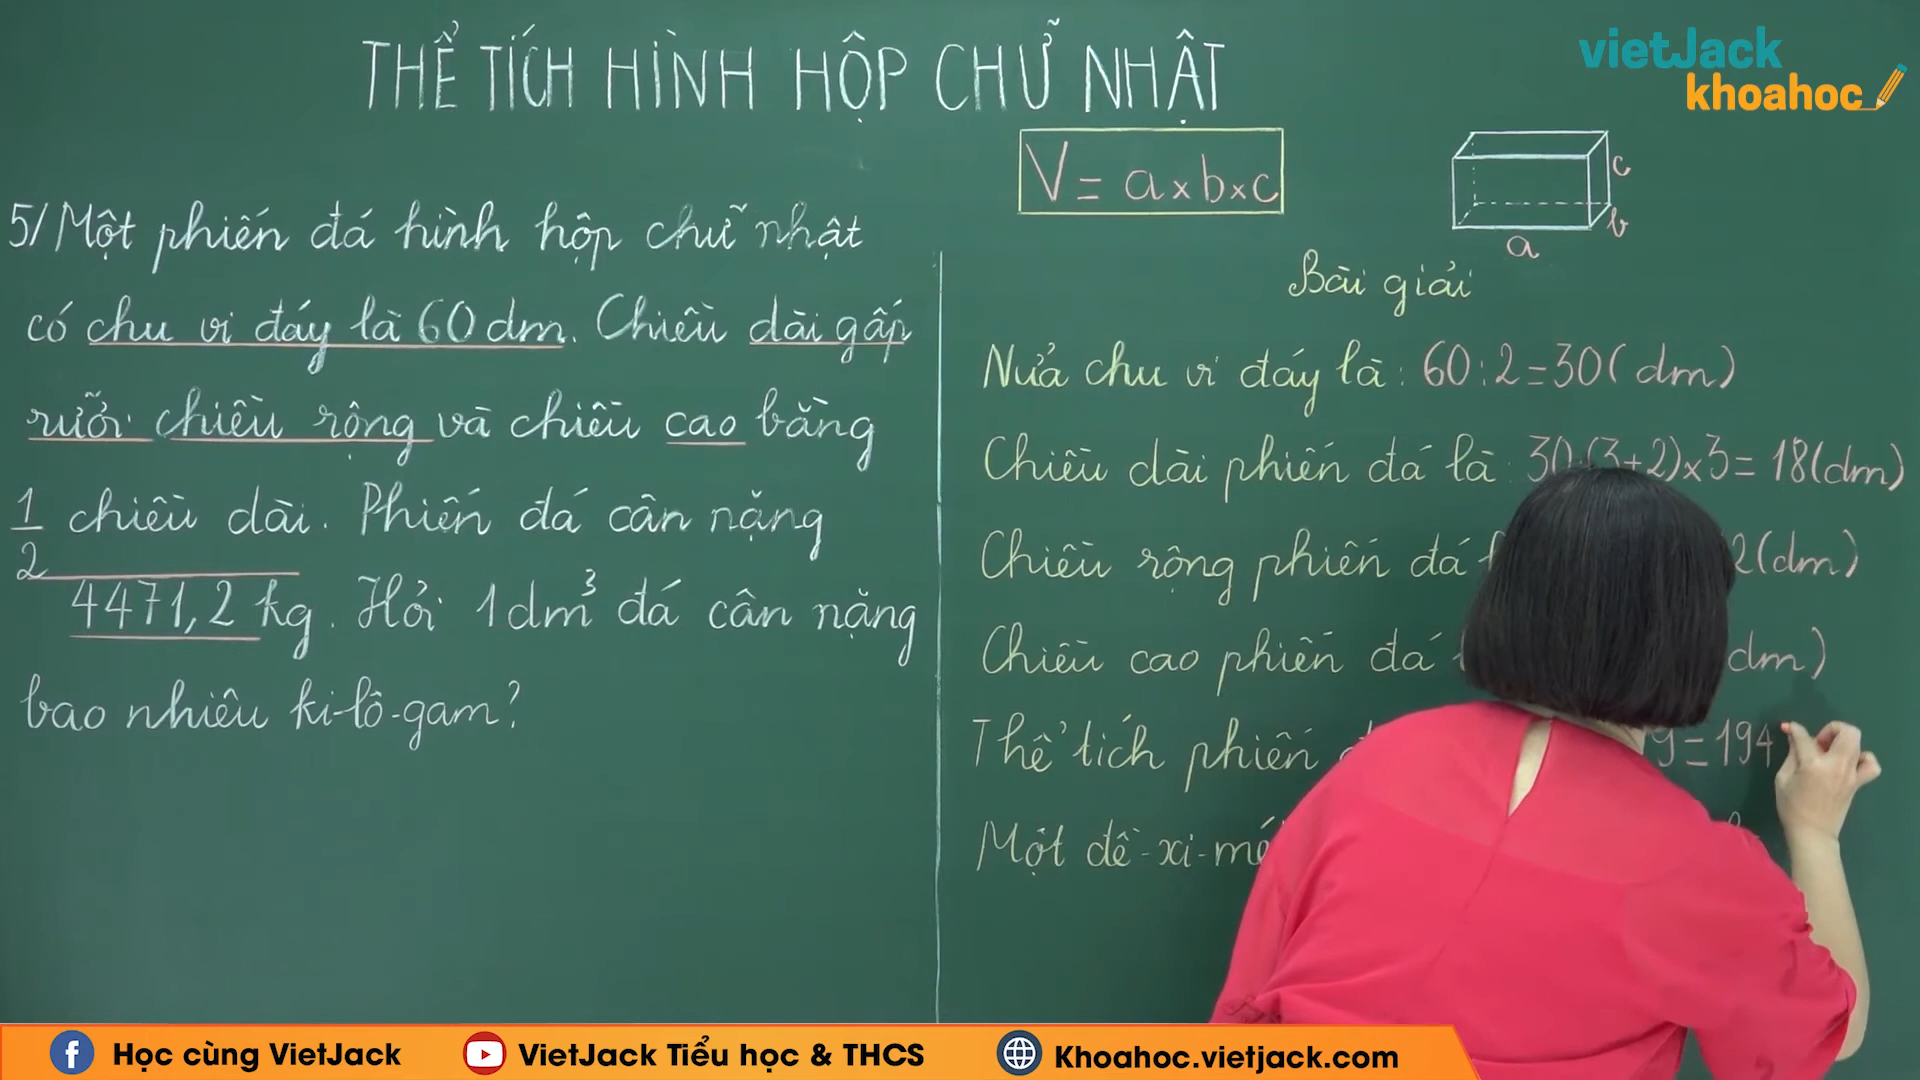 THỂ TÍCH HÌNH HỘP CHỮ NHẬT
vietJack
khoahoc
V = a x b x c
c
b
a
5/ Một phiến đá hình hộp chữ nhật
có chu vi đáy là 60 dm. Chiều dài gấp
rưỡi chiều rộng và chiều cao bằng
1/2 chiều dài. Phiến đá cân nặng
4471,2 kg. Hỏi 1dm³ đá cân nặng
bao nhiêu ki-lô-gam?
Bài giải
Nửa chu vi đáy là: 60 : 2 = 30 ( dm )
Chiều dài phiến đá là: 30 : (3+2) x 3 = 18 (dm)
Chiều rộng phiến đá 2 (dm)
Chiều cao phiến đá dm )
Thể tích phiến 9 = 194
Một đề-xi-mé
Học cùng VietJack
VietJack Tiểu học & THCS
Khoahoc.vietjack.com